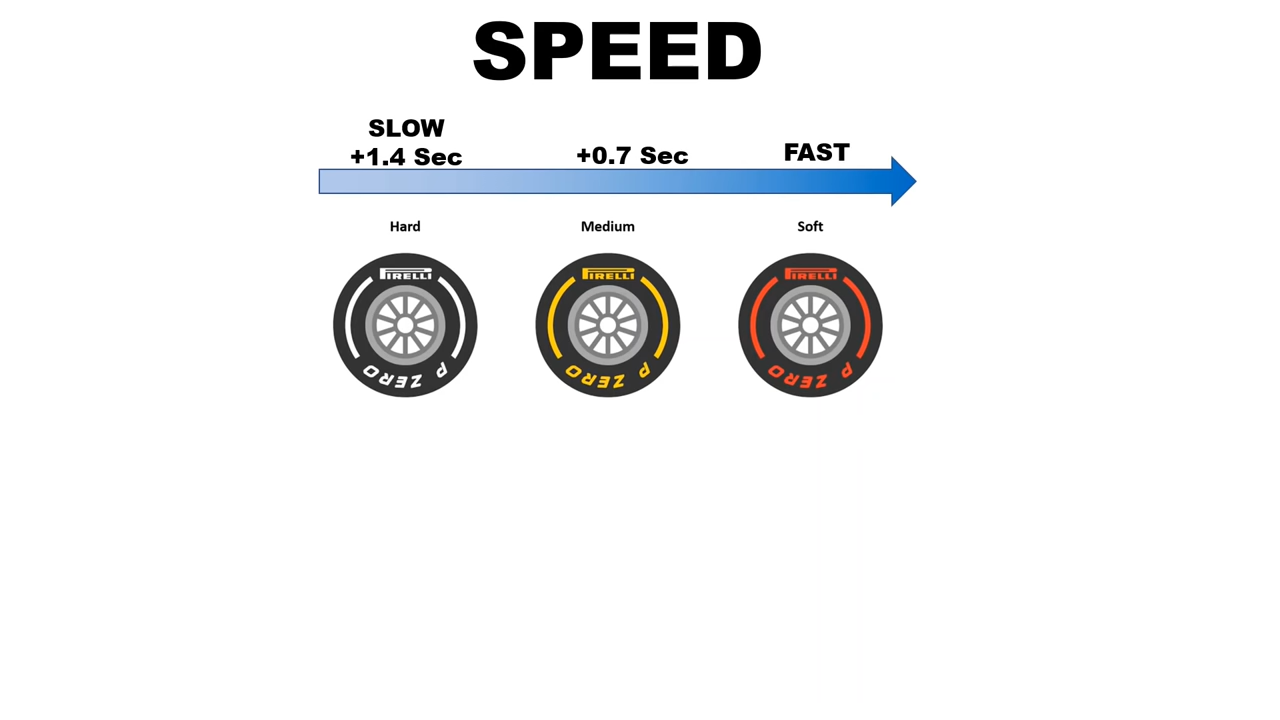 SPEED
SLOW
+1.4 Sec
+0.7 Sec
FAST
Hard
Medium
Soft
PIRELLI
PIRELLI
PIRELLI
P ZERO
P ZERO
P ZERO